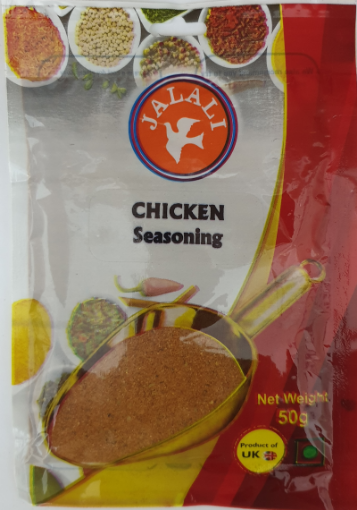 JALALI
CHICKEN
Seasoning
Net Weight
50g
Product of
UK